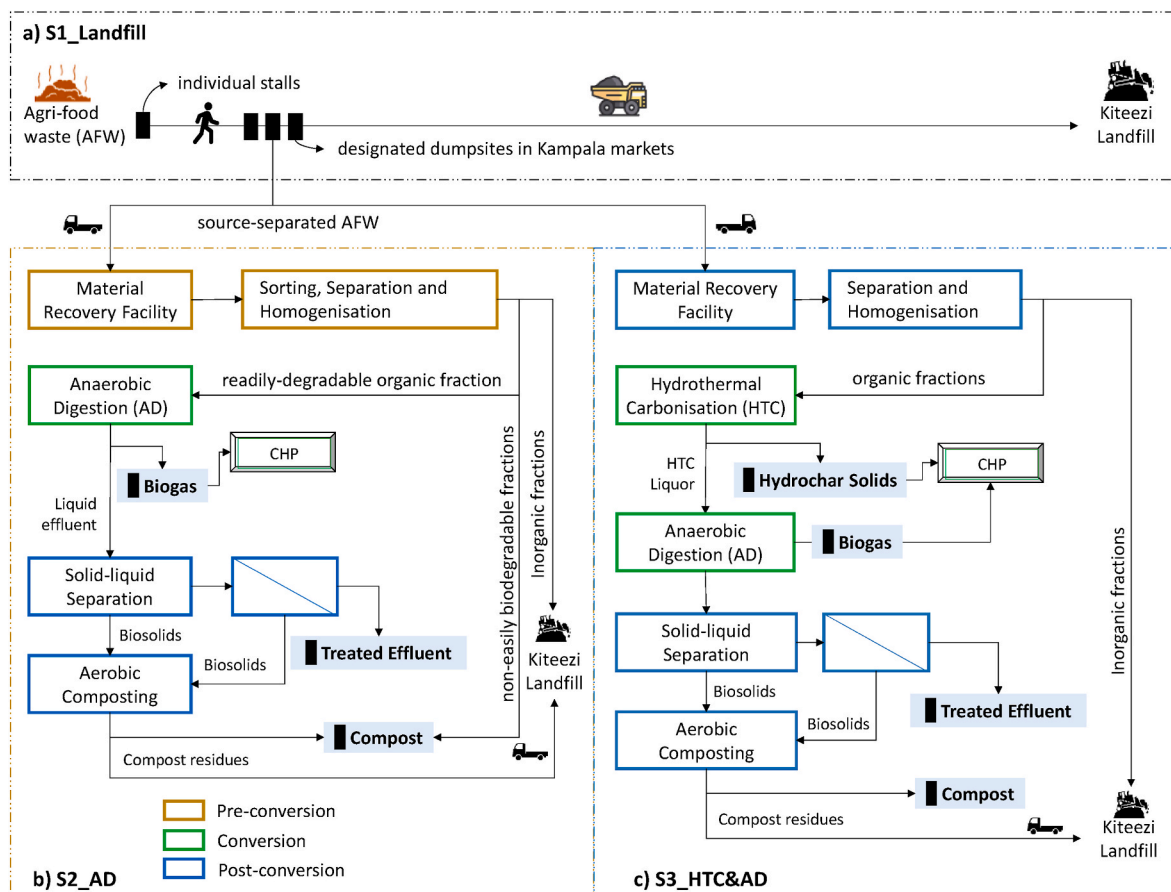 a) S1_Landfill
individual stalls
Agri-food
waste (AFW)
designated dumpsites in Kampala markets
Kiteezi
Landfill
source-separated AFW
Material
Recovery Facility
Sorting, Separation and
Homogenisation
readily-degradable organic fraction
Anaerobic
Digestion (AD)
CHP
Biogas
Liquid
effluent
non-easily biodegradable fractions
Inorganic fractions
Solid-liquid
Separation
Biosolids
Biosolids
Treated Effluent
Kiteezi
Landfill
Aerobic
Composting
Compost
Compost residues
Pre-conversion
Conversion
Post-conversion
b) S2_AD
Material Recovery
Facility
Separation and
Homogenisation
organic fractions
Hydrothermal
Carbonisation (HTC)
HTC
Liquor
Hydrochar Solids
CHP
Anaerobic
Digestion (AD)
Biogas
Inorganic fractions
Solid-liquid
Separation
Biosolids
Biosolids
Treated Effluent
Aerobic
Composting
Compost
Compost residues
Kiteezi
Landfill
c) S3_HTC&AD